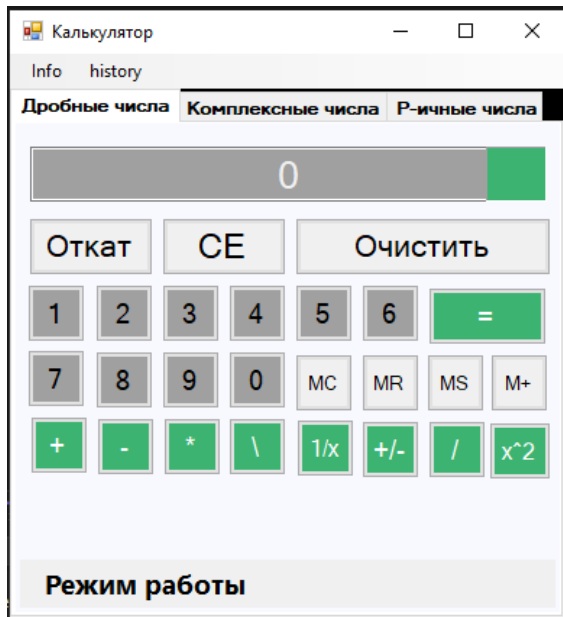 Калькулятор
Info history
Дробные числа Комплексные числа Р-ичные числа
0
Откат CE Очистить
1 2 3 4 5 6 =
7 8 9 0 MC MR MS M+
+ - * \ 1/x +/- / x^2
Режим работы